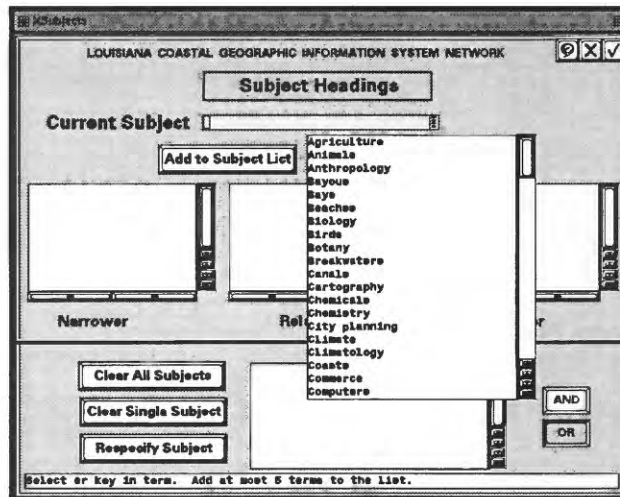 XSubjects
LOUISIANA COASTAL GEOGRAPHIC INFORMATION SYSTEM NETWORK
Subject Headings
Current Subject
Add to Subject List
Agriculture
Animals
Anthropology
Bayous
Bays
Beaches
Biology
Birds
Botany
Breakwaters
Canals
Cartography
Chemicals
Chemistry
City planning
Climate
Climatology
Coasts
Commerce
Computers
Narrower
Rela
r
Clear All Subjects
Clear Single Subject
Respecify Subject
AND
OR
Select or key in term. Add at most 5 terms to the list.